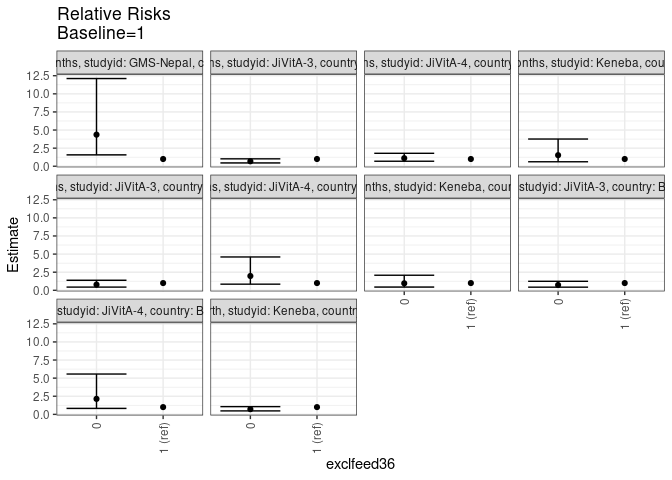 Relative Risks
Baseline=1
nths, studyid: GMS-Nepal, c
hs, studyid: JiVitA-3, country
hs, studyid: JiVitA-4, country
onths, studyid: Keneba, cou
12.5
10.0
7.5
5.0
2.5
0.0
s, studyid: JiVitA-3, country:
s, studyid: JiVitA-4, country:
nths, studyid: Keneba, coun
studyid: JiVitA-3, country: B
12.5
10.0
7.5
5.0
2.5
0.0
0
1 (ref)
0
1 (ref)
studyid: JiVitA-4, country: B
rth, studyid: Keneba, countr
12.5
10.0
7.5
5.0
2.5
0.0
0
1 (ref)
0
1 (ref)
Estimate
exclfeed36